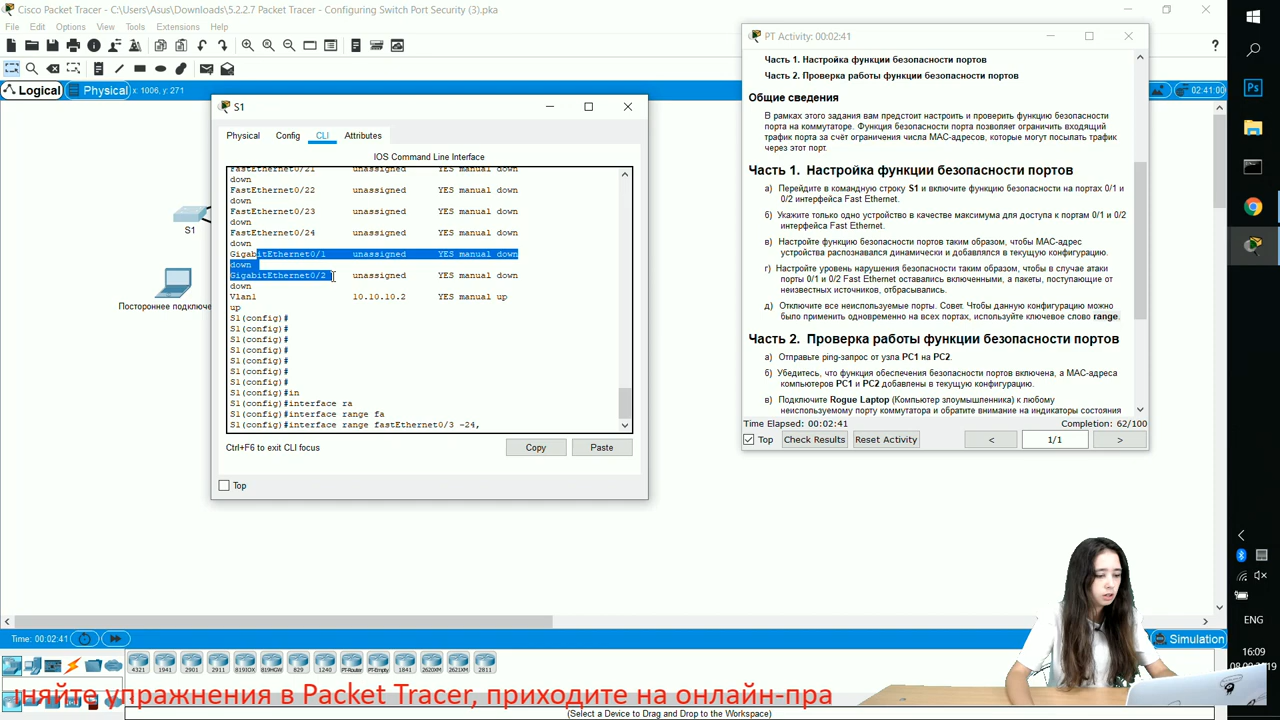 Cisco Packet Tracer - C:\Users\Asus\Downloads\5.2.2.7 Packet Tracer - Configuring Switch Port Security (3).pka
File Edit Options View Tools Extensions Help
Logical Physical x: 1006, y: 271
02:41:00
S1
Постороннее подключе
S1
Physical Config CLI Attributes
IOS Command Line Interface
FastEthernet0/21 unassigned YES manual down
down
FastEthernet0/22 unassigned YES manual down
down
FastEthernet0/23 unassigned YES manual down
down
FastEthernet0/24 unassigned YES manual down
down
GigabitEthernet0/1 unassigned YES manual down
down
GigabitEthernet0/2 unassigned YES manual down
down
Vlan1 10.10.10.2 YES manual up
up
S1(config)#
S1(config)#
S1(config)#
S1(config)#
S1(config)#
S1(config)#
S1(config)#
S1(config)#in
S1(config)#interface ra
S1(config)#interface range fa
S1(config)#interface range fastEthernet0/3 -24,
Ctrl+F6 to exit CLI focus
Copy Paste
Top
PT Activity: 00:02:41
Часть 1. Настройка функции безопасности портов
Часть 2. Проверка работы функции безопасности портов
Общие сведения
В рамках этого задания вам предстоит настроить и проверить функцию безопасности
порта на коммутаторе. Функция безопасности порта позволяет ограничить входящий
трафик порта за счёт ограничения числа MAC-адресов, которые могут посылать трафик
через этот порт.
Часть 1. Настройка функции безопасности портов
а) Перейдите в командную строку S1 и включите функцию безопасности на портах 0/1 и
0/2 интерфейса Fast Ethernet.
б) Укажите только одно устройство в качестве максимума для доступа к портам 0/1 и 0/2
интерфейса Fast Ethernet.
в) Настройте функцию безопасности портов таким образом, чтобы MAC-адрес
устройства распознавался динамически и добавлялся в текущую конфигурацию.
г) Настройте уровень нарушения безопасности таким образом, чтобы в случае атаки
порты 0/1 и 0/2 Fast Ethernet оставались включенными, а пакеты, поступающие от
неизвестных источников, отбрасывались.
д) Отключите все неиспользуемые порты. Совет. Чтобы данную конфигурацию можно
было применить одновременно на всех портах, используйте ключевое слово range.
Часть 2. Проверка работы функции безопасности портов
а) Отправьте ping-запрос от узла PC1 на PC2.
б) Убедитесь, что функция обеспечения безопасности портов включена, а MAC-адреса
компьютеров PC1 и PC2 добавлены в текущую конфигурацию.
в) Подключите Rogue Laptop (Компьютер злоумышленника) к любому
неиспользуемому порту коммутатора и обратите внимание на индикаторы состояния
Time Elapsed: 00:02:41 Completion: 62/100
Top Check Results Reset Activity < 1/1 >
Time: 00:02:41
Simulation
4321 1941 2901 2911 819IOX 819HGW 829 1240 PT-Router PT-Empty 1841 2620XM 2621XM 2811
няйте упражнения в Packet Tracer, приходите на онлайн-пра
(Select a Device to Drag and Drop to the Workspace)
Ps
ENG
16:09